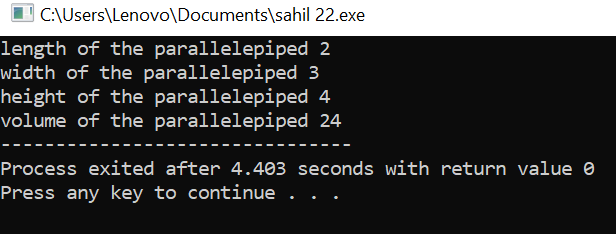 C:\Users\Lenovo\Documents\sahil 22.exe
length of the parallelepiped 2
width of the parallelepiped 3
height of the parallelepiped 4
volume of the parallelepiped 24
--------------------------------
Process exited after 4.403 seconds with return value 0
Press any key to continue . . .